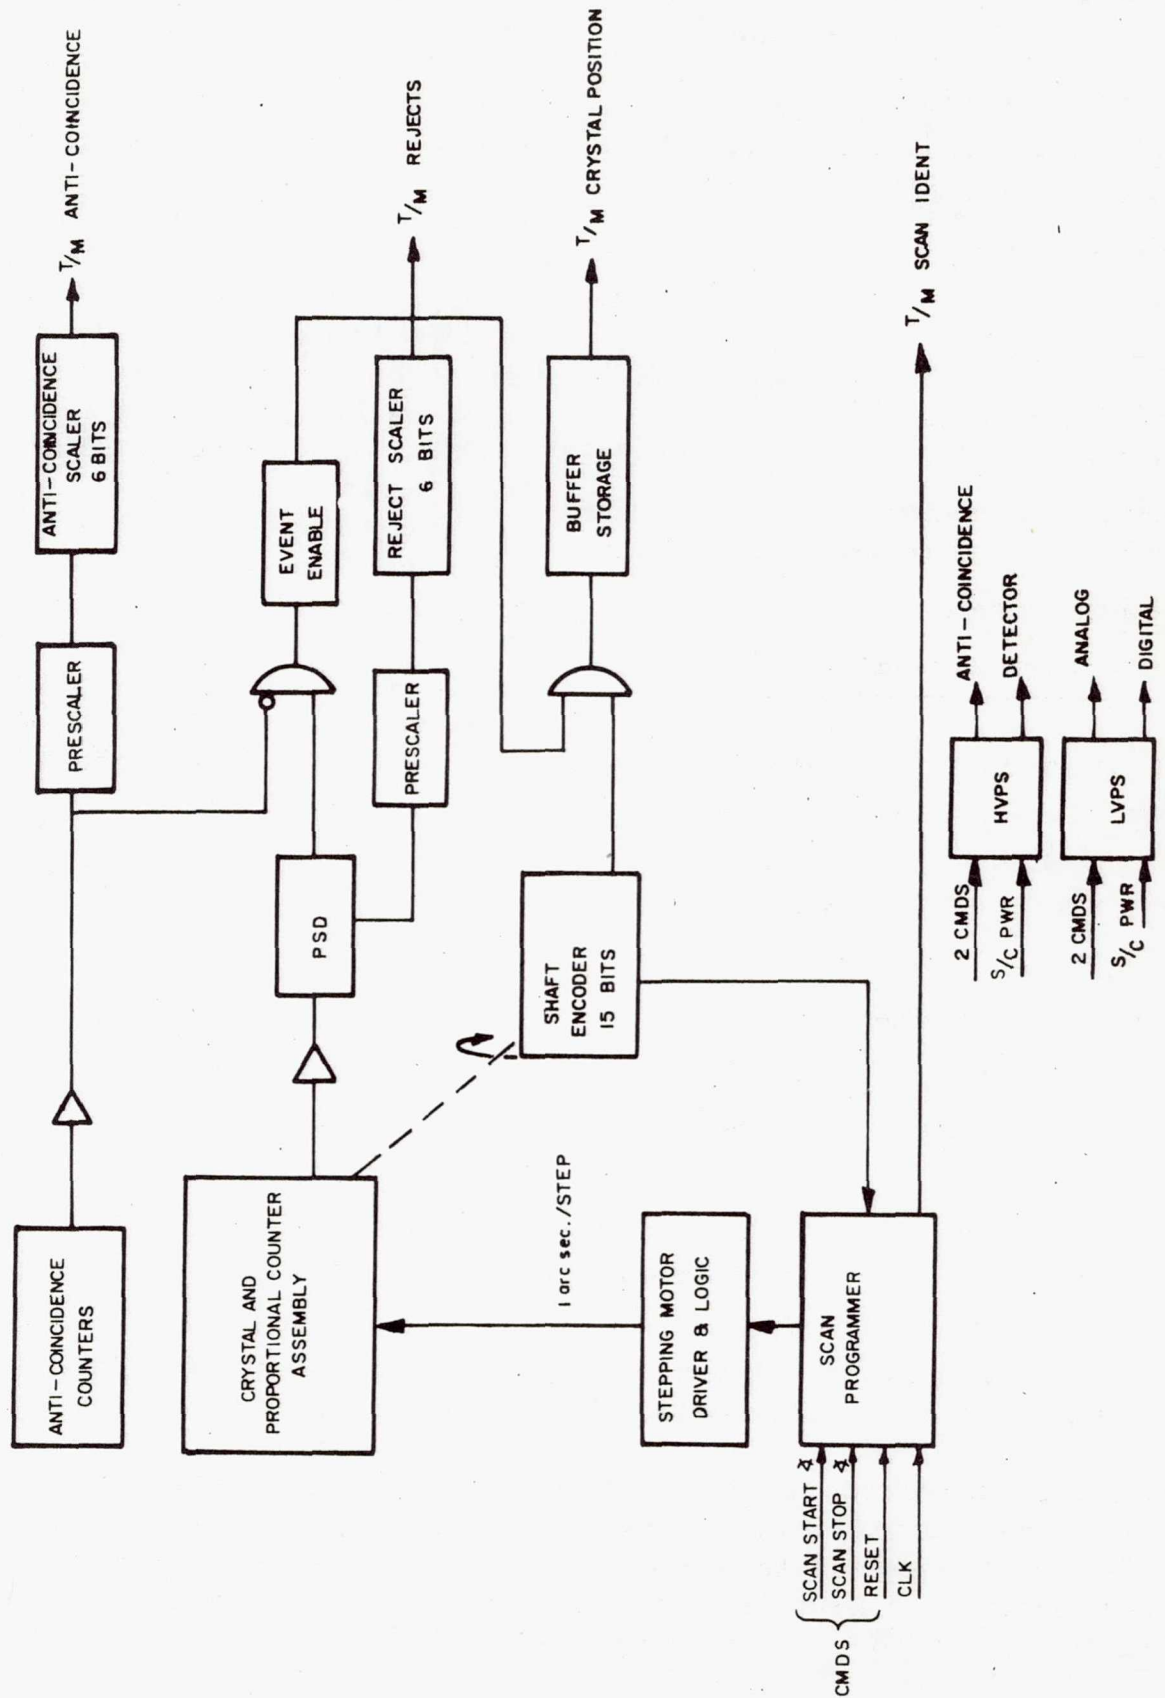 ANTI-COINCIDENCE
COUNTERS
PRESCALER
ANTI-COINCIDENCE
SCALER
6 BITS
T/M ANTI-COINCIDENCE
CRYSTAL AND
PROPORTIONAL COUNTER
ASSEMBLY
PSD
EVENT
ENABLE
PRESCALER
REJECT SCALER
6 BITS
T/M REJECTS
SHAFT
ENCODER
15 BITS
BUFFER
STORAGE
T/M CRYSTAL POSITION
1 arc sec./STEP
STEPPING MOTOR
DRIVER & LOGIC
CMDS
SCAN START ∢
SCAN STOP ∢
RESET
CLK
SCAN
PROGRAMMER
T/M SCAN IDENT
2 CMDS
S/C PWR
HVPS
ANTI-COINCIDENCE
DETECTOR
2 CMDS
S/C PWR
LVPS
ANALOG
DIGITAL